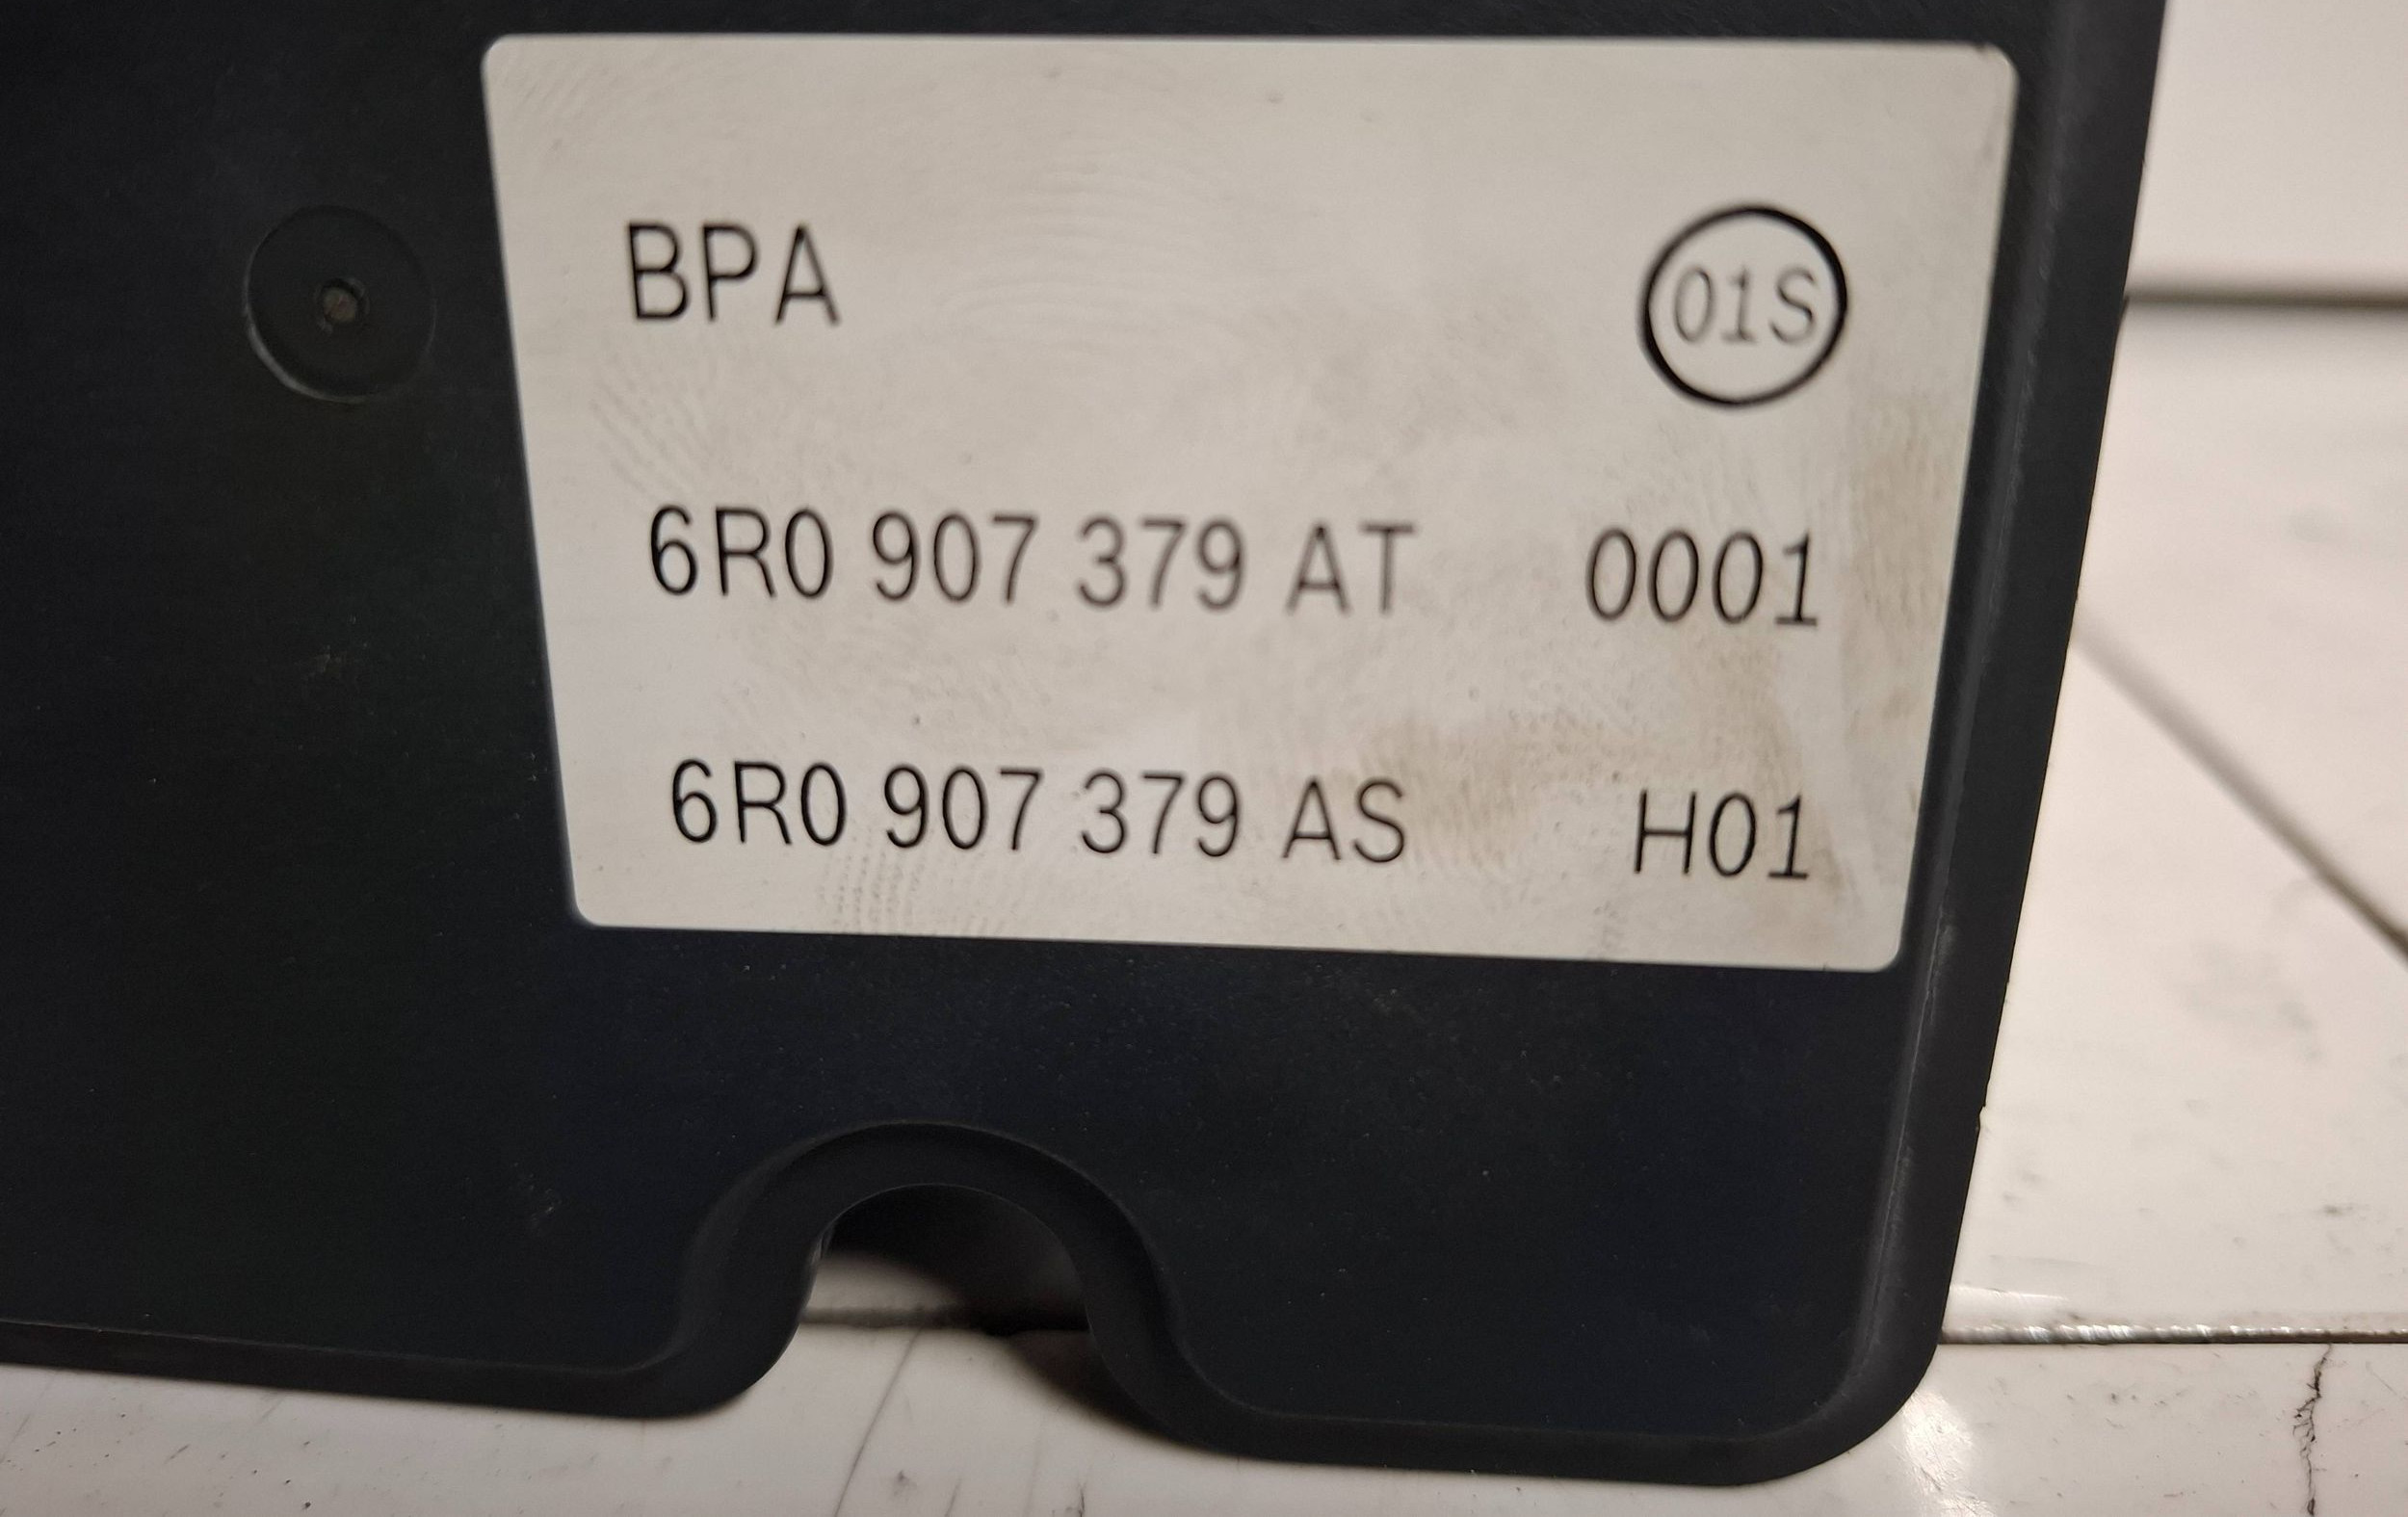 BPA 01S
6R0 907 379 AT 0001
6R0 907 379 AS H01